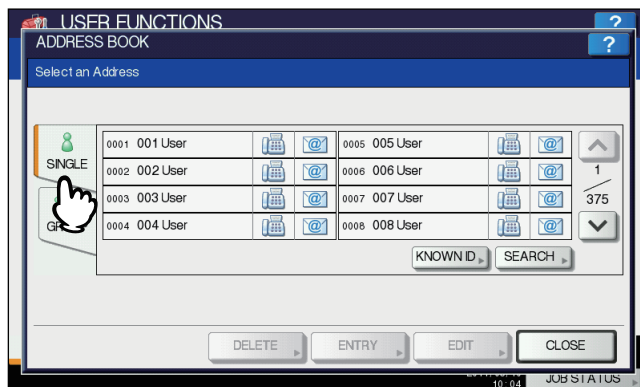 USER FUNCTIONS
?
ADDRESS BOOK
?
Select an Address
SINGLE
0001 001 User @ 0005 005 User @
0002 002 User @ 0006 006 User @
0003 003 User @ 0007 007 User @
0004 004 User @ 0008 008 User @
1
375
KNOWN ID
SEARCH
DELETE
ENTRY
EDIT
CLOSE
10:04
JOB STATUS